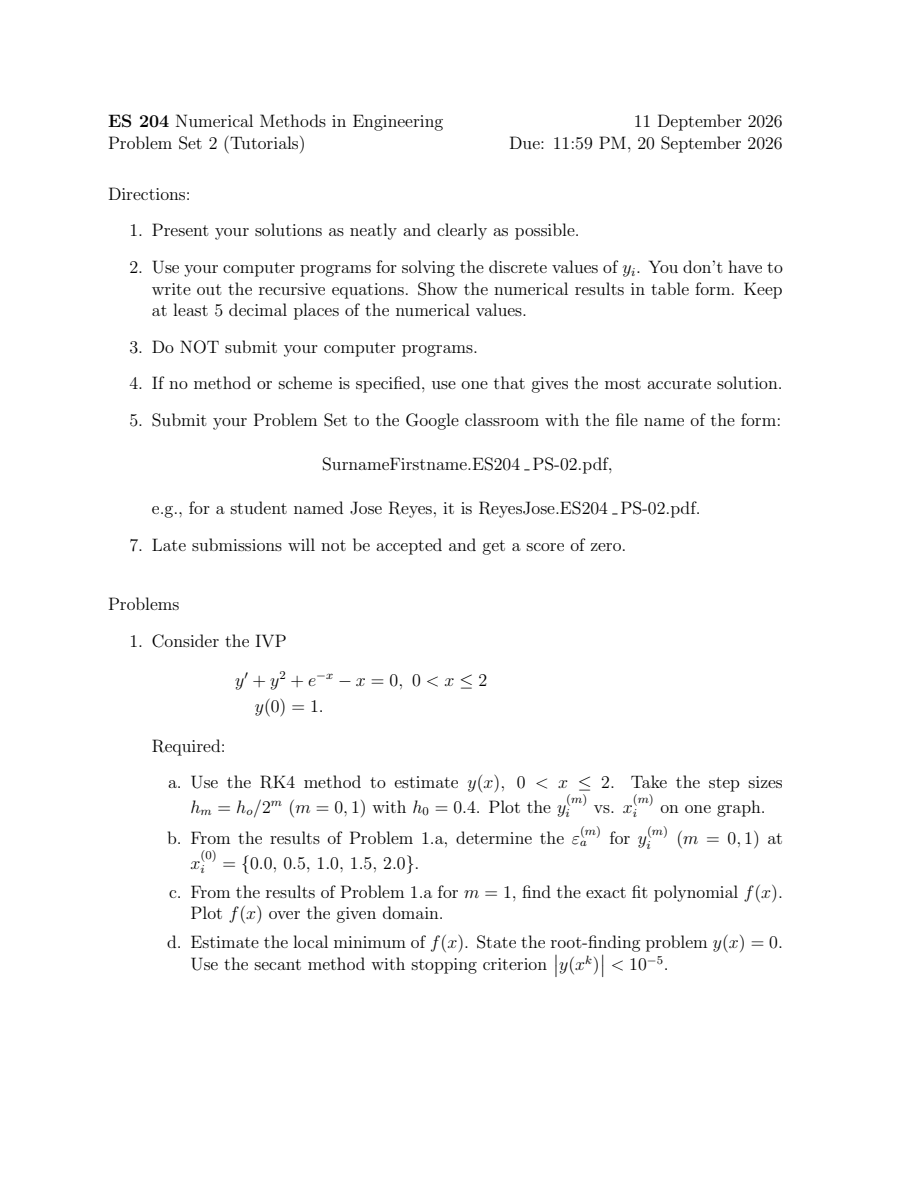 ES 204 Numerical Methods in Engineering 11 Deptember 2026
Problem Set 2 (Tutorials) Due: 11:59 PM, 20 September 2026
Directions:
1. Present your solutions as neatly and clearly as possible.
2. Use your computer programs for solving the discrete values of y_i. You don't have to
write out the recursive equations. Show the numerical results in table form. Keep
at least 5 decimal places of the numerical values.
3. Do NOT submit your computer programs.
4. If no method or scheme is specified, use one that gives the most accurate solution.
5. Submit your Problem Set to the Google classroom with the file name of the form:
SurnameFirstname.ES204_PS-02.pdf,
e.g., for a student named Jose Reyes, it is ReyesJose.ES204_PS-02.pdf.
7. Late submissions will not be accepted and get a score of zero.
Problems
1. Consider the IVP
y′ + y² + e^{−x} − x = 0, 0 < x ≤ 2
y(0) = 1.
Required:
a. Use the RK4 method to estimate y(x), 0 < x ≤ 2. Take the step sizes
h_m = h_o/2^m (m = 0, 1) with h_0 = 0.4. Plot the y_i^{(m)} vs. x_i^{(m)} on one graph.
b. From the results of Problem 1.a, determine the ε_a^{(m)} for y_i^{(m)} (m = 0, 1) at
x_i^{(0)} = {0.0, 0.5, 1.0, 1.5, 2.0}.
c. From the results of Problem 1.a for m = 1, find the exact fit polynomial f(x).
Plot f(x) over the given domain.
d. Estimate the local minimum of f(x). State the root-finding problem y(x) = 0.
Use the secant method with stopping criterion |y(x^k)| < 10^{−5}.